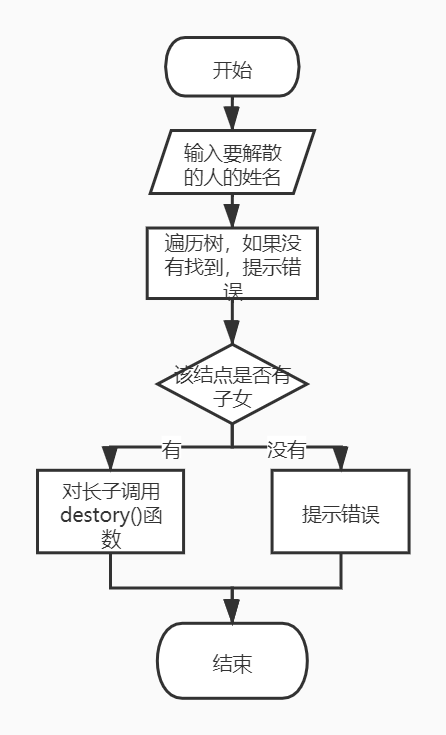 开始
输入要解散
的人的姓名
遍历树，如果没
有找到，提示错
误
该结点是否有
子女
有
没有
对长子调用
destory()函
数
提示错误
结束